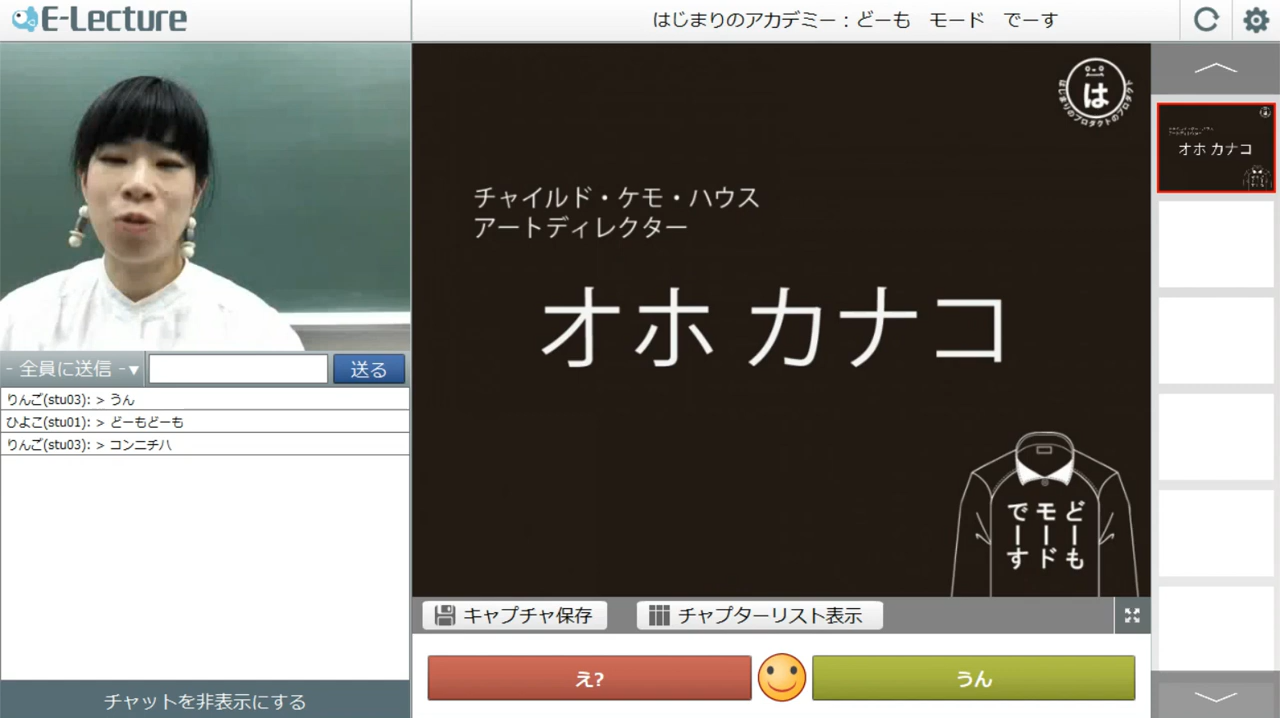 E-Lecture
はじまりのアカデミー：どーも　モード　でーす
はじまりのプロダクトのプロダクト
は
チャイルド・ケモ・ハウス
アートディレクター
オホ カナコ
どーも
モード
でーす
オホ カナコ
- 全員に送信 -▼
送る
りんご(stu03): > うん
ひよこ(stu01): > どーもどーも
りんご(stu03): > コンニチハ
チャットを非表示にする
キャプチャ保存
チャプターリスト表示
え?
うん